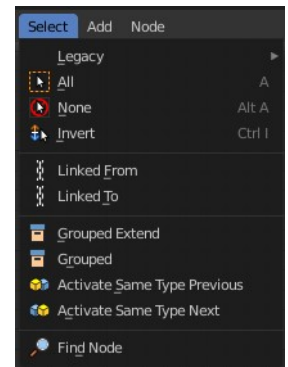 Select Add Node
Legacy
All A
None Alt A
Invert Ctrl I
Linked From
Linked To
Grouped Extend
Grouped
Activate Same Type Previous
Activate Same Type Next
Find Node